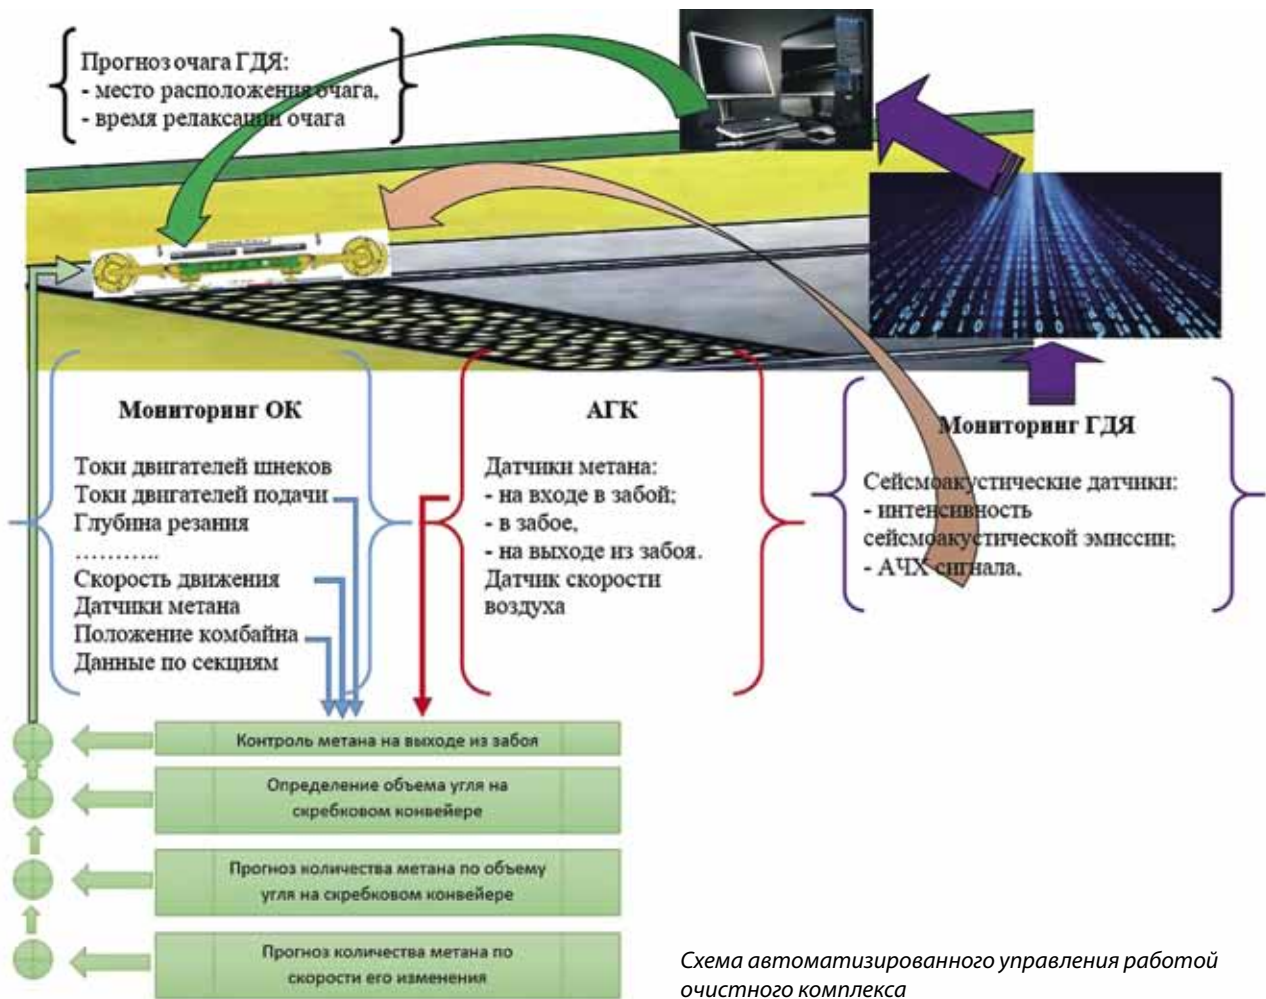 Прогноз очага ГДЯ:
- место расположения очага,
- время релаксации очага
Мониторинг ОК
Токи двигателей шнеков
Токи двигателей подачи
Глубина резания
………..
Скорость движения
Датчики метана
Положение комбайна
Данные по секциям
АГК
Датчики метана:
- на входе в забой;
- в забое,
- на выходе из забоя.
Датчик скорости
воздуха
Мониторинг ГДЯ
Сейсмоакустические датчики:
- интенсивность
сейсмоакустической эмиссии;
- АЧХ сигнала,
Контроль метана на выходе из забоя
Определение объема угля на
скребковом конвейере
Прогноз количества метана по объему
угля на скребковом конвейере
Прогноз количества метана по
скорости его изменения
Схема автоматизированного управления работой
очистного комплекса